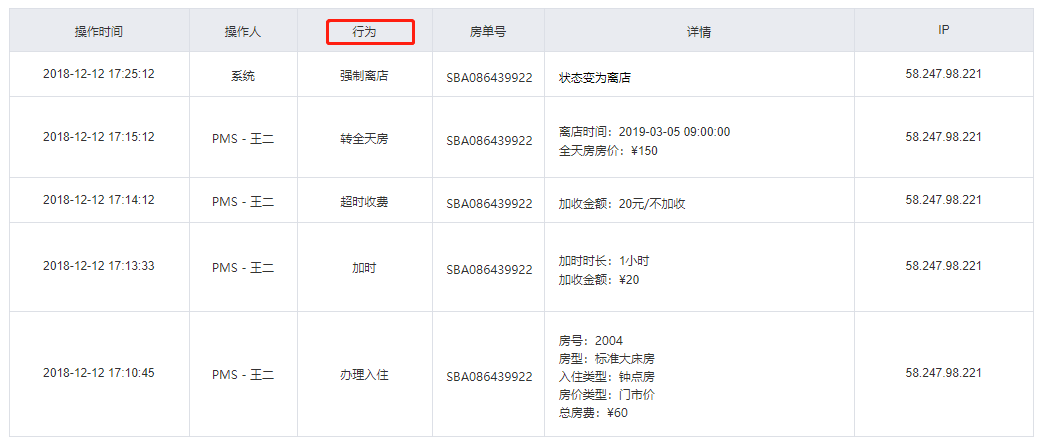 操作时间 操作人 行为 房单号 详情 IP
2018-12-12 17:25:12 系统 强制离店 SBA086439922 状态变为离店 58.247.98.221
2018-12-12 17:15:12 PMS - 王二 转全天房 SBA086439922 离店时间：2019-03-05 09:00:00 58.247.98.221
全天房房价：¥150
2018-12-12 17:14:12 PMS - 王二 超时收费 SBA086439922 加收金额：20元/不加收 58.247.98.221
2018-12-12 17:13:33 PMS - 王二 加时 SBA086439922 加时时长：1小时 58.247.98.221
加收金额：¥20
2018-12-12 17:10:45 PMS - 王二 办理入住 SBA086439922 房号：2004 58.247.98.221
房型：标准大床房
入住类型：钟点房
房价类型：门市价
总房费：¥60